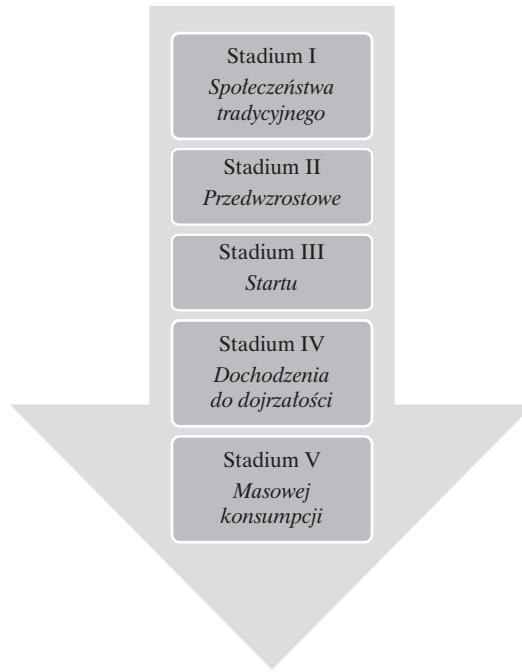 Stadium I
Społeczeństwa
tradycyjnego
Stadium II
Przedwzrostowe
Stadium III
Startu
Stadium IV
Dochodzenia
do dojrzałości
Stadium V
Masowej
konsumpcji